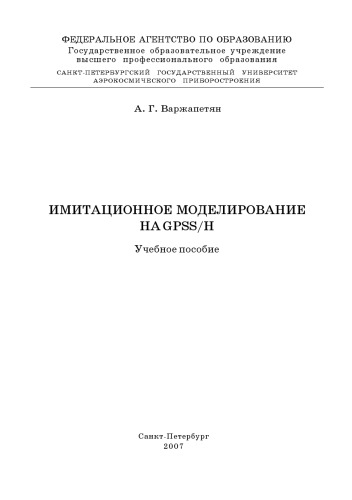 ФЕДЕРАЛЬНОЕ АГЕНТСТВО ПО ОБРАЗОВАНИЮ
Государственное образовательное учреждение
высшего профессионального образования
САНКТ-ПЕТЕРБУРГСКИЙ ГОСУДАРСТВЕННЫЙ УНИВЕРСИТЕТ
АЭРОКОСМИЧЕСКОГО ПРИБОРОСТРОЕНИЯ
А. Г. Варжапетян
ИМИТАЦИОННОЕ МОДЕЛИРОВАНИЕ
НА GPSS/H
Учебное пособие
Санкт-Петербург
2007